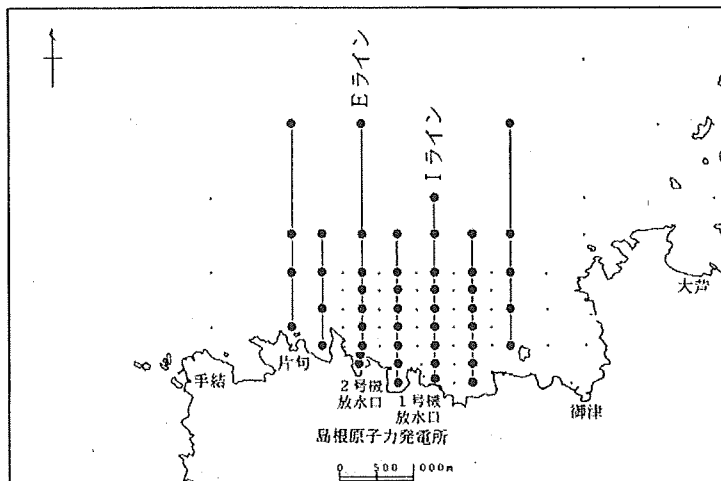 Eライン
Iライン
大芦
片句
手結
2号機
放水口
1号機
放水口
御津
島根原子力発電所
0 500 1000m